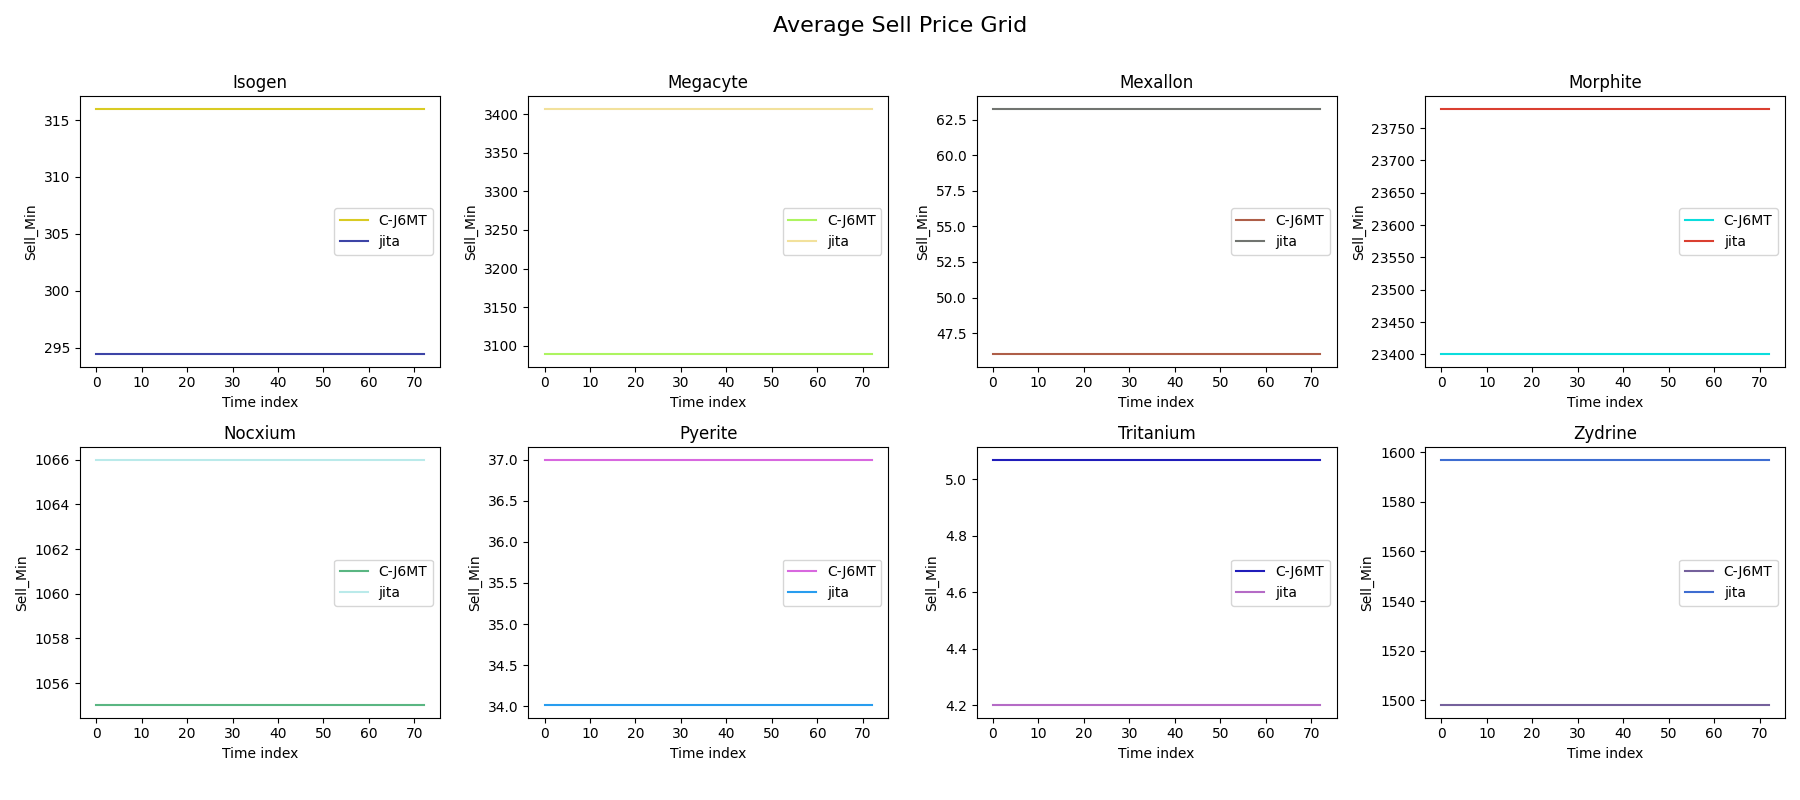 Average Sell Price Grid
Isogen
Sell_Min
315
310
305
300
295
C-J6MT
jita
0 10 20 30 40 50 60 70
Time index
Megacyte
Sell_Min
3400
3350
3300
3250
3200
3150
3100
C-J6MT
jita
0 10 20 30 40 50 60 70
Time index
Mexallon
Sell_Min
62.5
60.0
57.5
55.0
52.5
50.0
47.5
C-J6MT
jita
0 10 20 30 40 50 60 70
Time index
Morphite
Sell_Min
23750
23700
23650
23600
23550
23500
23450
23400
C-J6MT
jita
0 10 20 30 40 50 60 70
Time index
Nocxium
Sell_Min
1066
1064
1062
1060
1058
1056
C-J6MT
jita
0 10 20 30 40 50 60 70
Time index
Pyerite
Sell_Min
37.0
36.5
36.0
35.5
35.0
34.5
34.0
C-J6MT
jita
0 10 20 30 40 50 60 70
Time index
Tritanium
Sell_Min
5.0
4.8
4.6
4.4
4.2
C-J6MT
jita
0 10 20 30 40 50 60 70
Time index
Zydrine
Sell_Min
1600
1580
1560
1540
1520
1500
C-J6MT
jita
0 10 20 30 40 50 60 70
Time index